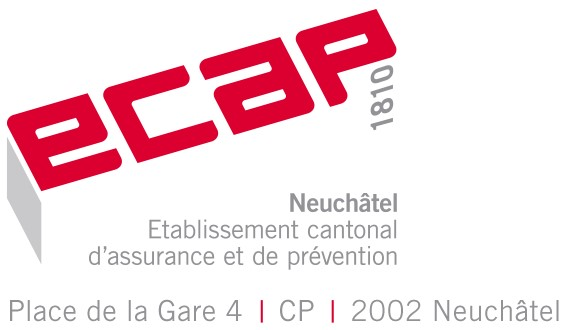 ecap
1810
Neuchâtel
Etablissement cantonal
d'assurance et de prévention
Place de la Gare 4 | CP | 2002 Neuchâtel